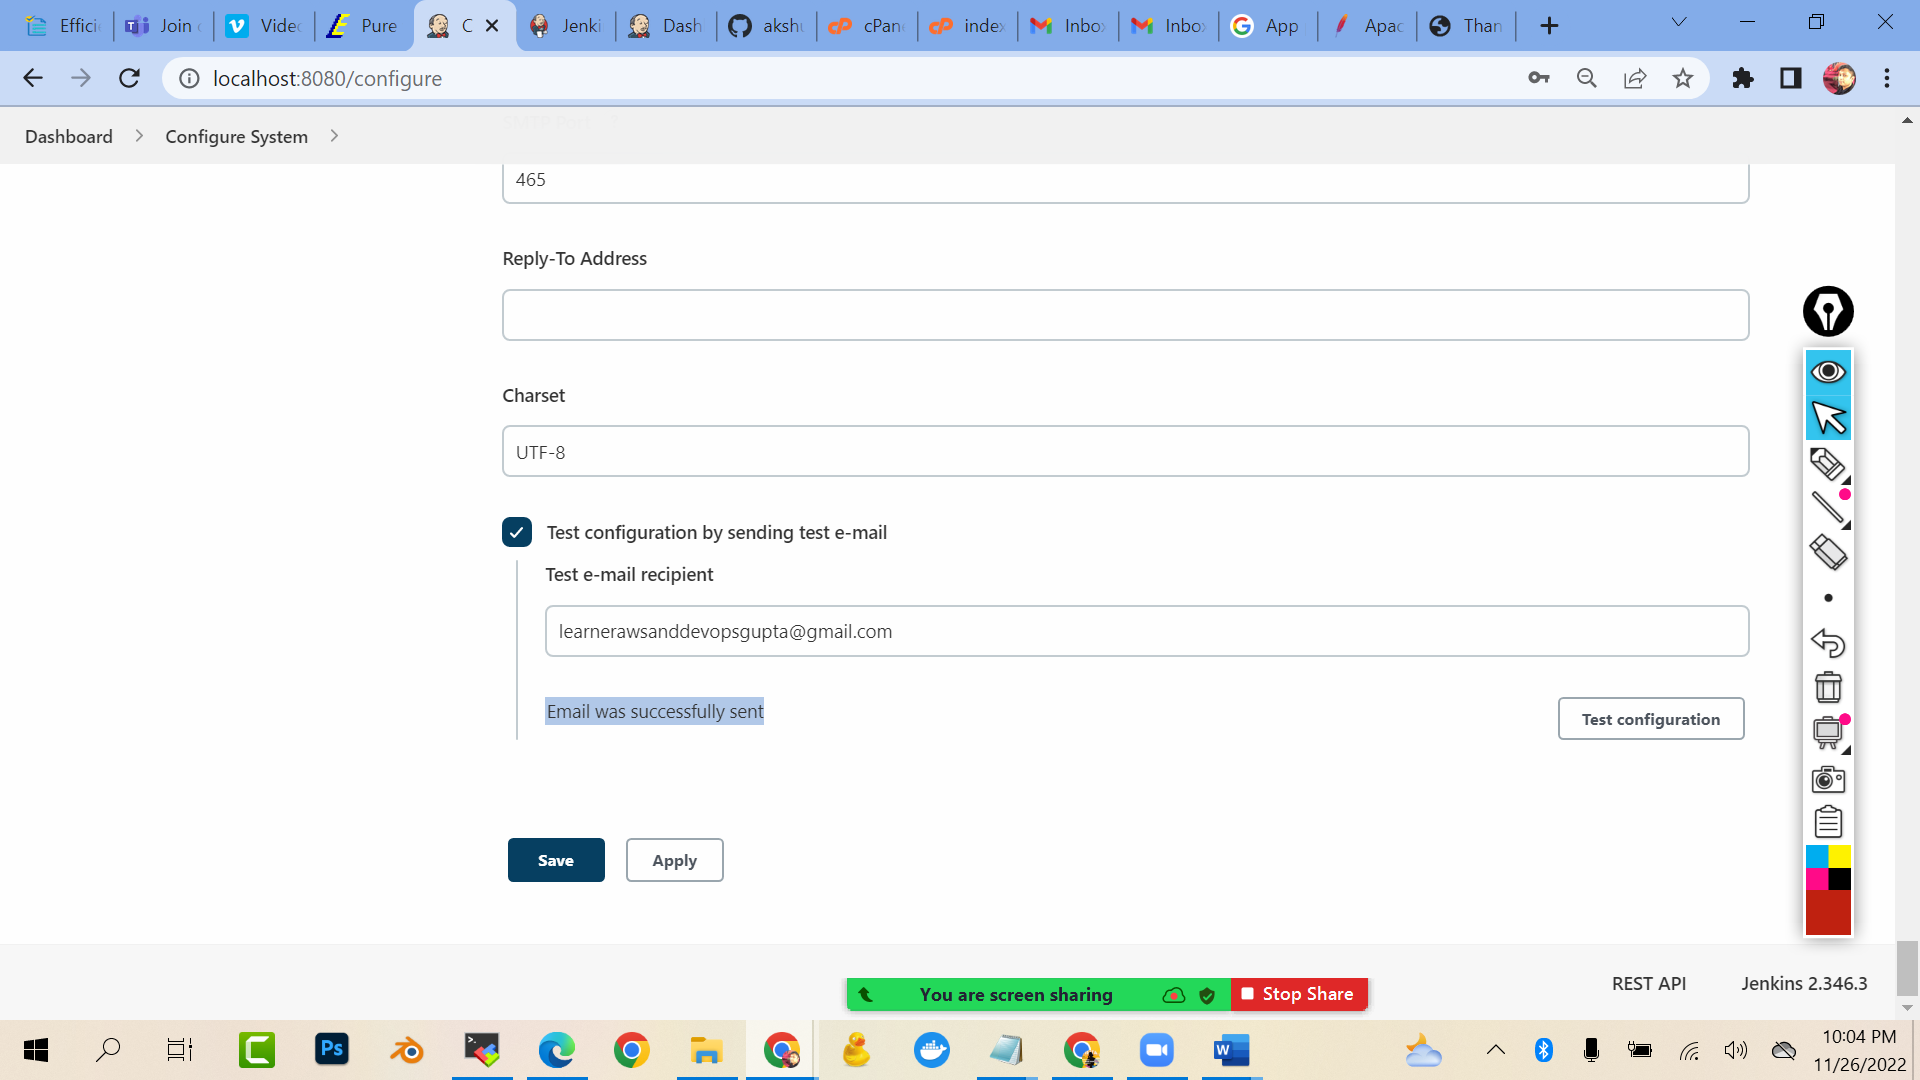 Effici
Join
Vide
Pure
C
Jenki
Dash
aksh
cPan
index
Inbo
Inbo
App
Apac
Than
localhost:8080/configure
Dashboard
Configure System
465
Reply-To Address
Charset
UTF-8
Test configuration by sending test e-mail
Test e-mail recipient
learnerawsanddevopsgupta@gmail.com
Email was successfully sent
Test configuration
Save
Apply
REST API
Jenkins 2.346.3
You are screen sharing
Stop Share
Ps
W
10:04 PM
11/26/2022